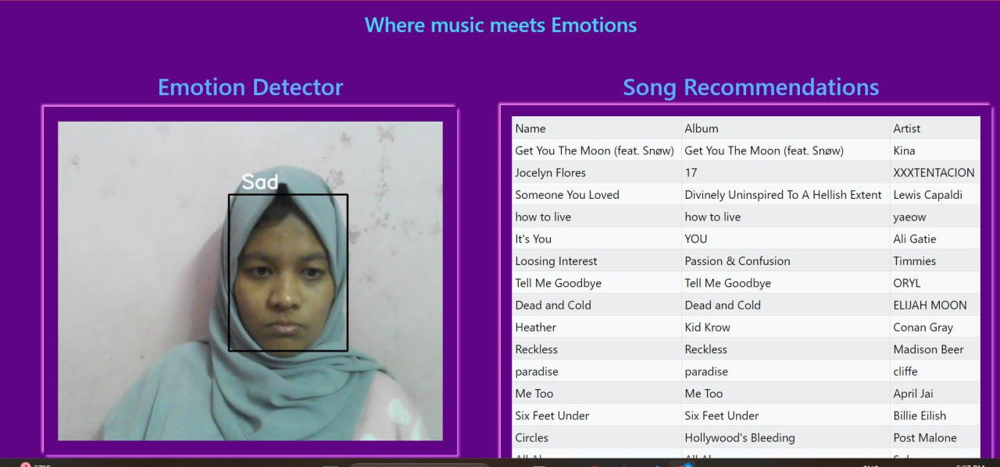 Where music meets Emotions
Emotion Detector
Song Recommendations
Sad
Name Album Artist
Get You The Moon (feat. Snøw) Get You The Moon (feat. Snøw) Kina
Jocelyn Flores 17 XXXTENTACION
Someone You Loved Divinely Uninspired To A Hellish Extent Lewis Capaldi
how to live how to live yaeow
It's You YOU Ali Gatie
Loosing Interest Passion & Confusion Timmies
Tell Me Goodbye Tell Me Goodbye ORYL
Dead and Cold Dead and Cold ELIJAH MOON
Heather Kid Krow Conan Gray
Reckless Reckless Madison Beer
paradise paradise cliffe
Me Too Me Too April Jai
Six Feet Under Six Feet Under Billie Eilish
Circles Hollywood's Bleeding Post Malone